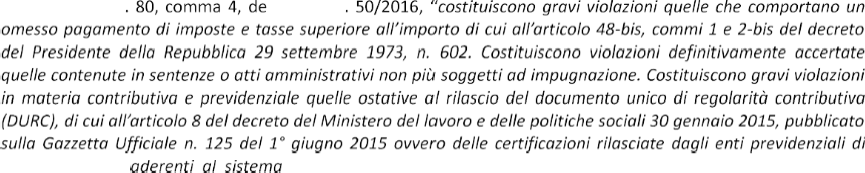 . 80, comma 4, de . 50/2016, “costituiscono gravi violazioni quelle che comportano un
omesso pagamento di imposte e tasse superiore all’importo di cui all’articolo 48-bis, commi 1 e 2-bis del decreto
del Presidente della Repubblica 29 settembre 1973, n. 602. Costituiscono violazioni definitivamente accertate
quelle contenute in sentenze o atti amministrativi non più soggetti ad impugnazione. Costituiscono gravi violazioni
in materia contributiva e previdenziale quelle ostative al rilascio del documento unico di regolarità contributiva
(DURC), di cui all’articolo 8 del decreto del Ministero del lavoro e delle politiche sociali 30 gennaio 2015, pubblicato
sulla Gazzetta Ufficiale n. 125 del 1° giugno 2015 ovvero delle certificazioni rilasciate dagli enti previdenziali di
aderenti al sistema